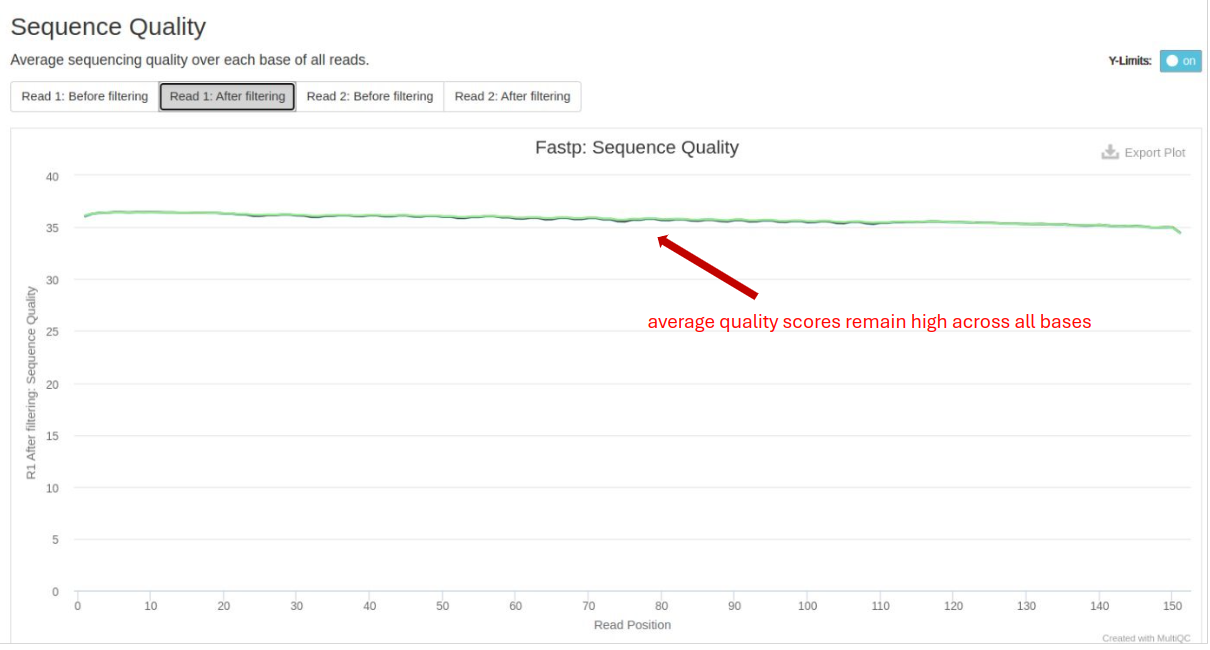 Sequence Quality
Average sequencing quality over each base of all reads.
Y-Limits: on
Read 1: Before filtering Read 1: After filtering Read 2: Before filtering Read 2: After filtering
Fastp: Sequence Quality
Export Plot
40
35
30
25
20
15
10
5
0
R1 After filtering: Sequence Quality
average quality scores remain high across all bases
0 10 20 30 40 50 60 70 80 90 100 110 120 130 140 150
Read Position
Created with MultiQC